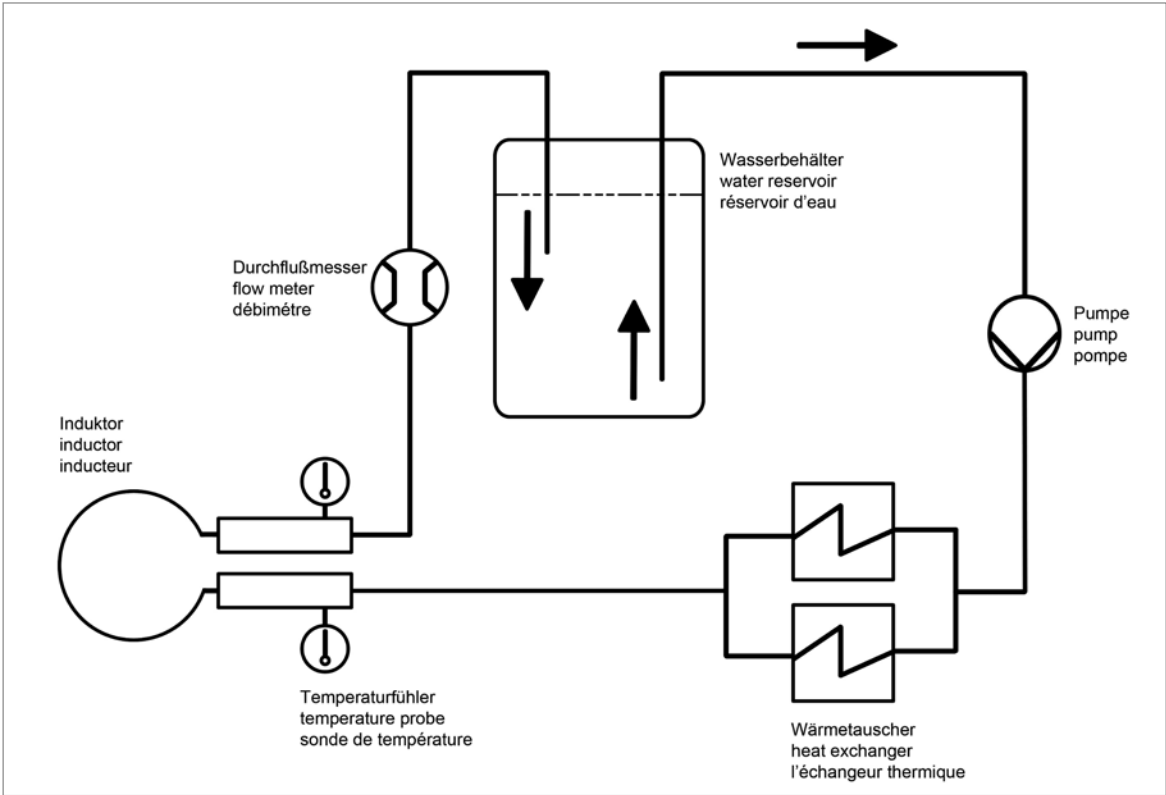 Wasserbehälter
water reservoir
réservoir d'eau
Durchflußmesser
flow meter
débimétre
Pumpe
pump
pompe
Induktor
inductor
inducteur
Temperaturfühler
temperature probe
sonde de température
Wärmetauscher
heat exchanger
l'échangeur thermique